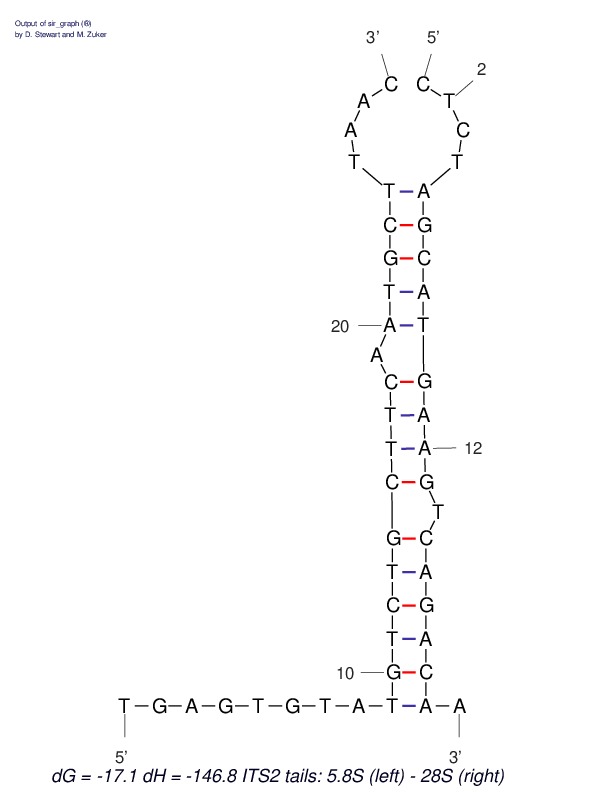 Output of sir_graph (®)
by D. Stewart and M. Zuker
3’ 5’
C C 2
A T
A C
T T
T A
C G
G C
T A
20 A T
A
C G
T A
T A 12
C G
T
G C
T A
C G
T A
10 G C
T G A G T G T A T A A
5’ 3’
dG = -17.1 dH = -146.8 ITS2 tails: 5.8S (left) - 28S (right)